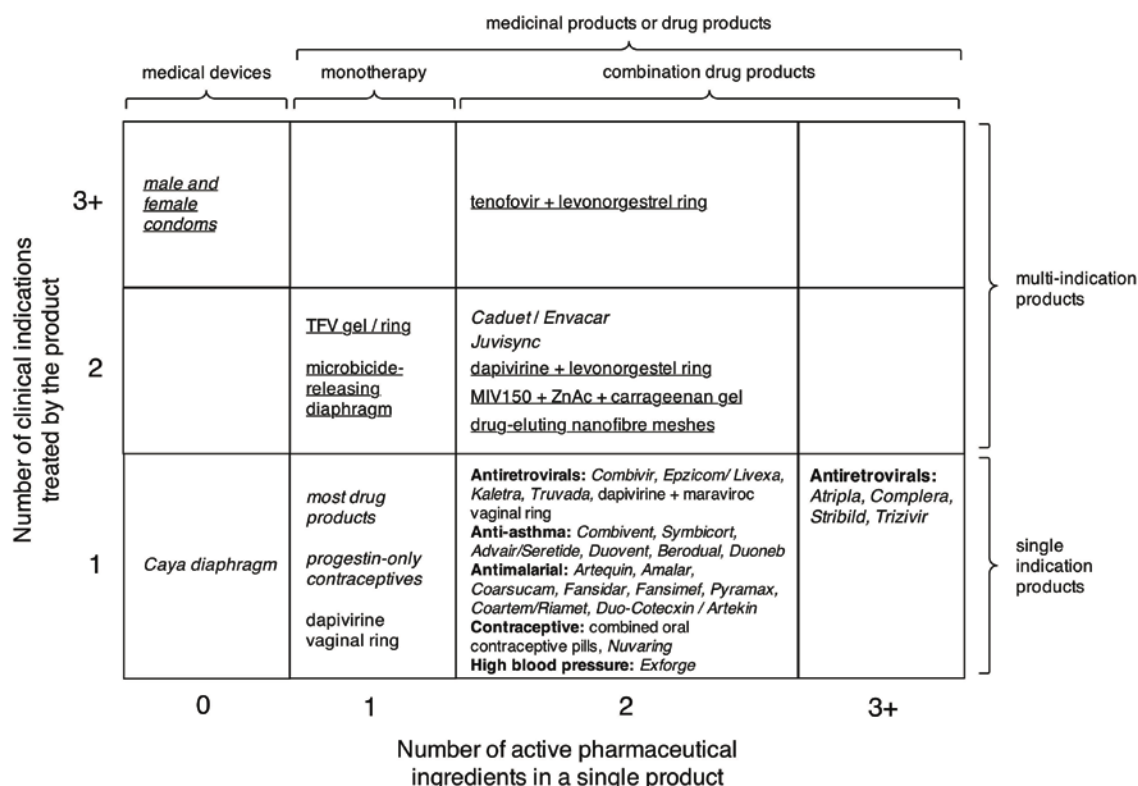 medicinal products or drug products
medical devices
monotherapy
combination drug products
Number of clinical indications
treated by the product
3+
male and
female
condoms
tenofovir + levonorgestrel ring
multi-indication
products
2
TFV gel / ring
microbicide-
releasing
diaphragm
Caduet / Envacar
Juvisync
dapivirine + levonorgestel ring
MIV150 + ZnAc + carrageenan gel
drug-eluting nanofibre meshes
1
Caya diaphragm
most drug
products
progestin-only
contraceptives
dapivirine
vaginal ring
Antiretrovirals: Combivir, Epzicom/ Livexa,
Kaletra, Truvada, dapivirine + maraviroc
vaginal ring
Anti-asthma: Combivent, Symbicort,
Advair/Seretide, Duovent, Berodual, Duoneb
Antimalarial: Artequin, Amalar,
Coarsucam, Fansidar, Fansimef, Pyramax,
Coartem/Riamet, Duo-Cotecxin / Artekin
Contraceptive: combined oral
contraceptive pills, Nuvaring
High blood pressure: Exforge
Antiretrovirals:
Atripla, Complera,
Stribild, Trizivir
single
indication
products
0
1
2
3+
Number of active pharmaceutical
ingredients in a single product